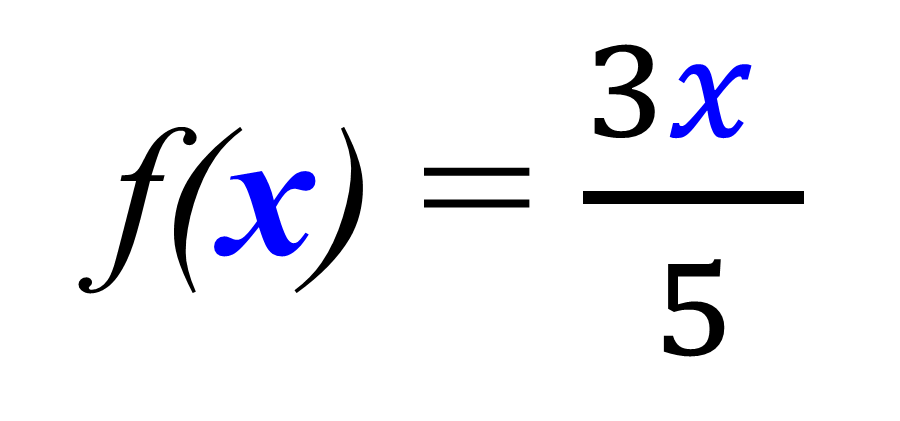 f(x) = 3x/5